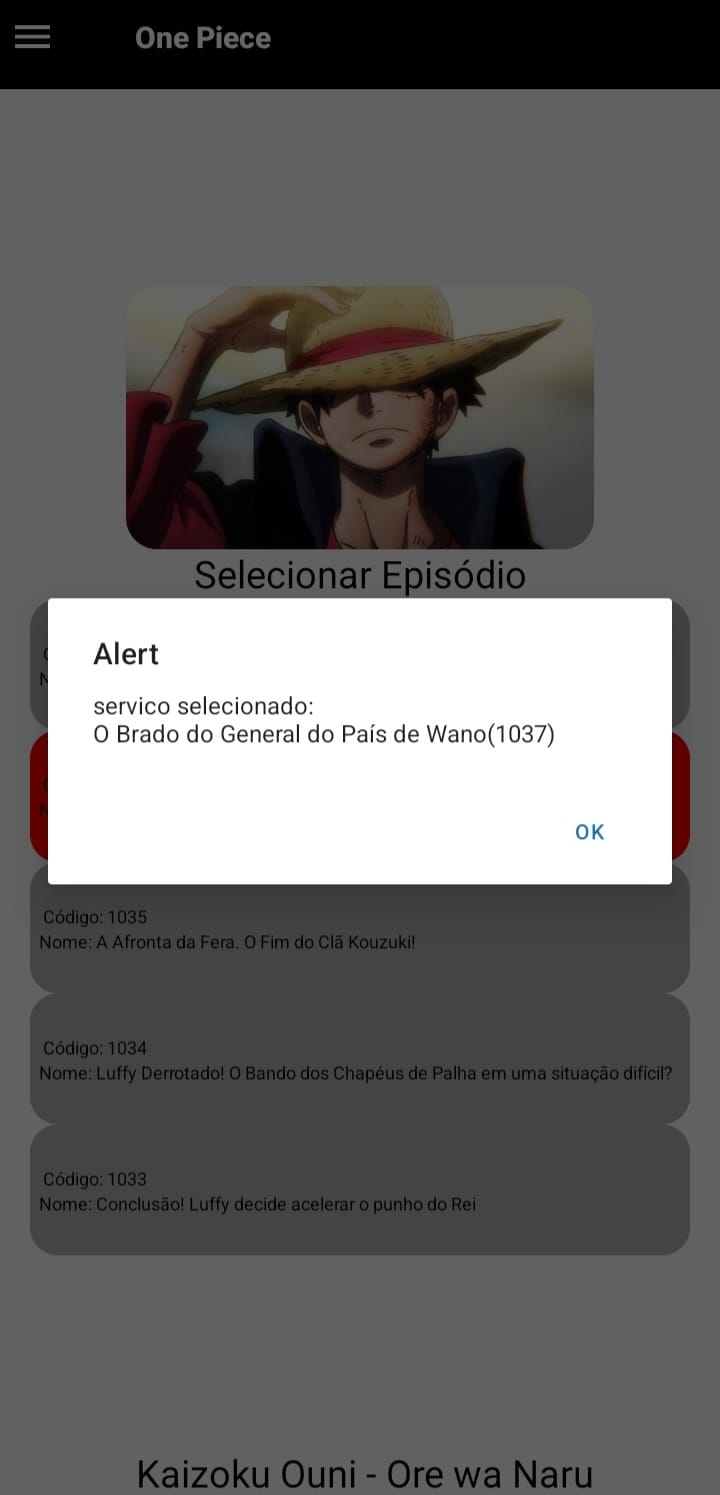 One Piece
Selecionar Episódio
Alert
servico selecionado:
O Brado do General do País de Wano(1037)
OK
Código: 1035
Nome: A Afronta da Fera. O Fim do Clã Kouzuki!
Código: 1034
Nome: Luffy Derrotado! O Bando dos Chapéus de Palha em uma situação difícil?
Código: 1033
Nome: Conclusão! Luffy decide acelerar o punho do Rei
Kaizoku Ouni - Ore wa Naru